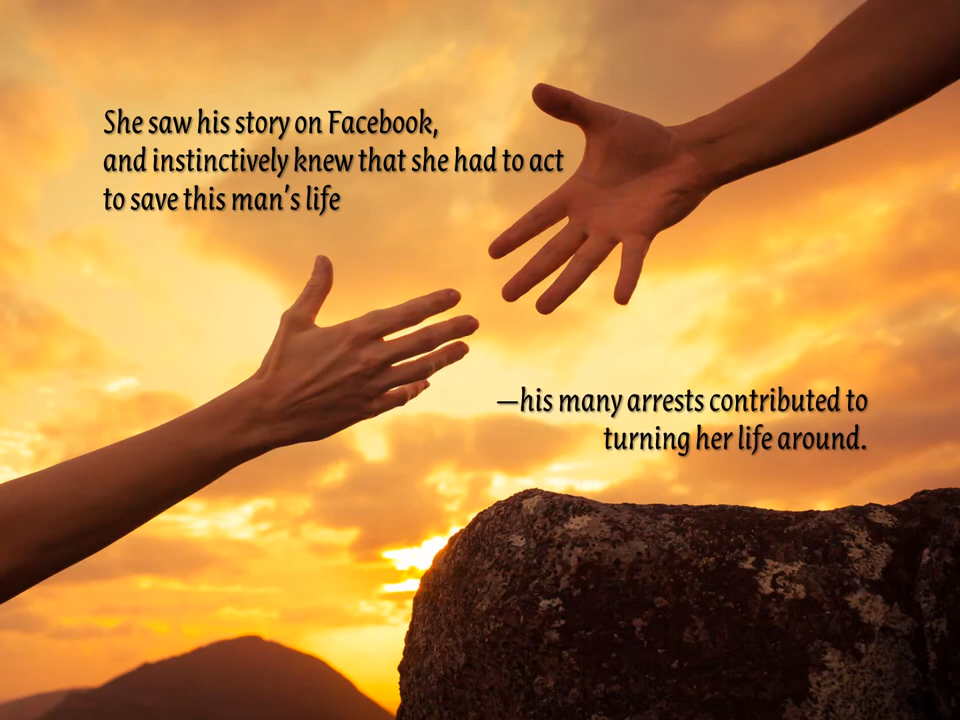 She saw his story on Facebook,
and instinctively knew that she had to act
to save this man's life
—his many arrests contributed to
turning her life around.